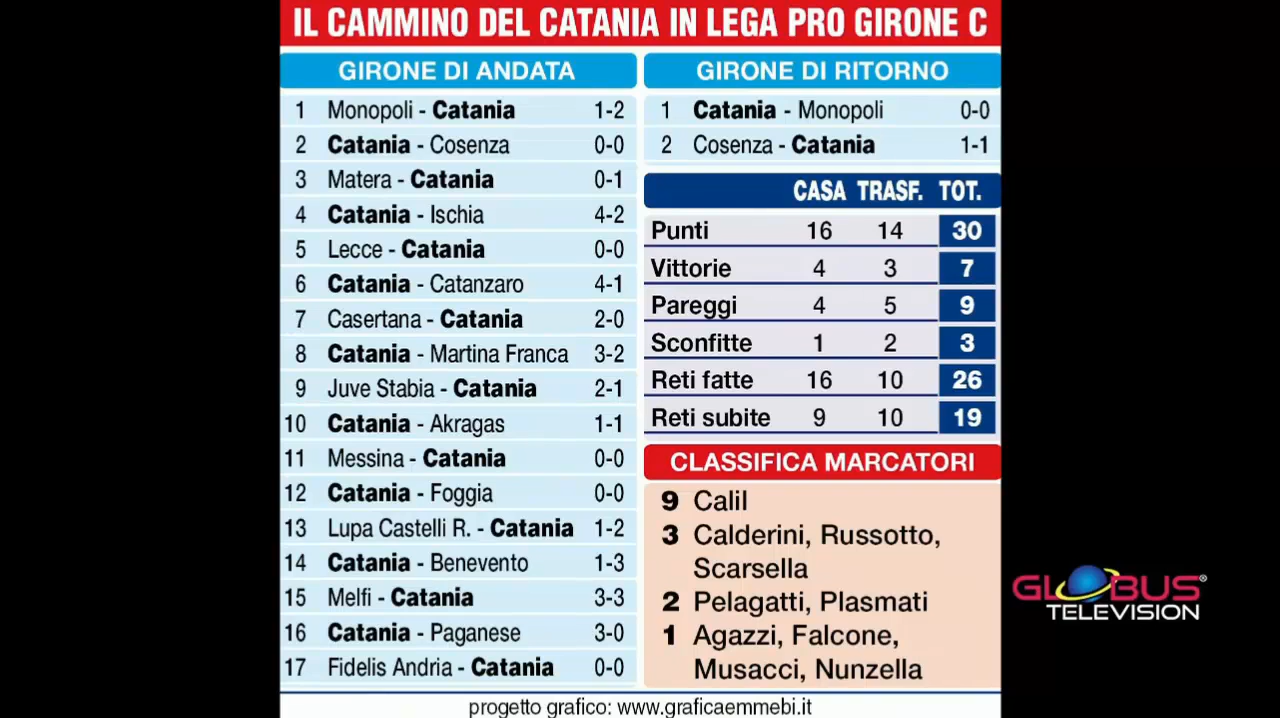 IL CAMMINO DEL CATANIA IN LEGA PRO GIRONE C
GIRONE DI ANDATA
1 Monopoli - Catania 1-2
2 Catania - Cosenza 0-0
3 Matera - Catania 0-1
4 Catania - Ischia 4-2
5 Lecce - Catania 0-0
6 Catania - Catanzaro 4-1
7 Casertana - Catania 2-0
8 Catania - Martina Franca 3-2
9 Juve Stabia - Catania 2-1
10 Catania - Akragas 1-1
11 Messina - Catania 0-0
12 Catania - Foggia 0-0
13 Lupa Castelli R. - Catania 1-2
14 Catania - Benevento 1-3
15 Melfi - Catania 3-3
16 Catania - Paganese 3-0
17 Fidelis Andria - Catania 0-0
GIRONE DI RITORNO
1 Catania - Monopoli 0-0
2 Cosenza - Catania 1-1
CASA TRASF. TOT.
Punti 16 14 30
Vittorie 4 3 7
Pareggi 4 5 9
Sconfitte 1 2 3
Reti fatte 16 10 26
Reti subite 9 10 19
CLASSIFICA MARCATORI
9 Calil
3 Calderini, Russotto,
Scarsella
2 Pelagatti, Plasmati
1 Agazzi, Falcone,
Musacci, Nunzella
progetto grafico: www.graficaemmebi.it
GLOBUS®
TELEVISION